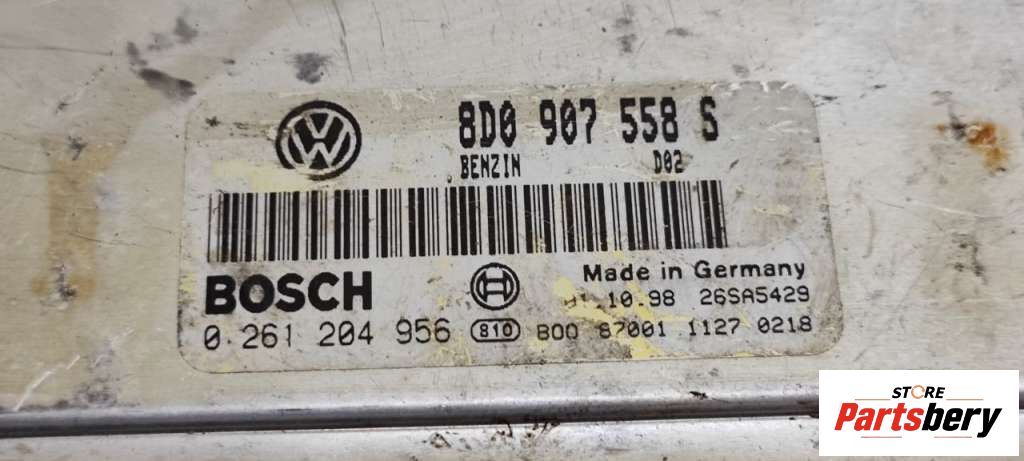 VW
8D0 907 558 S
BENZIN D02
BOSCH
Made in Germany
.10.98 26SA5429
0 261 204 956 810 B00 87001 1127 0218
STORE
Partsbery